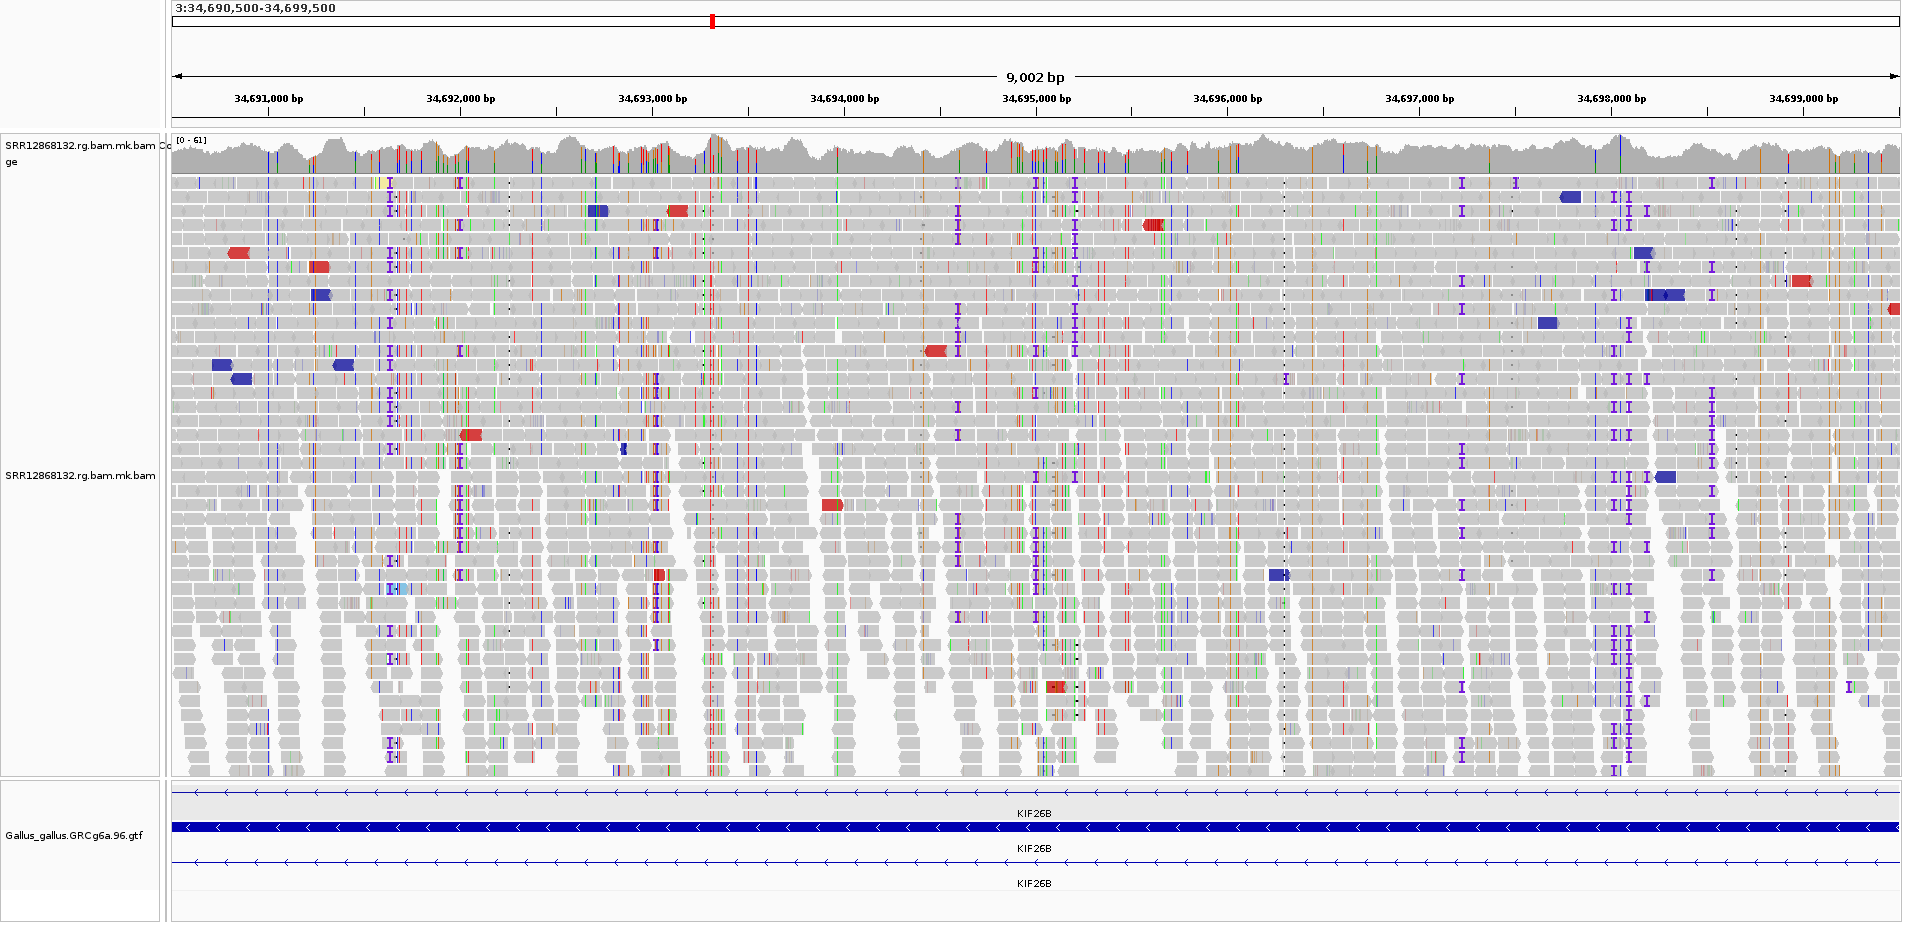 3:34,690,500-34,699,500
9,002 bp
34,691,000 bp 34,692,000 bp 34,693,000 bp 34,694,000 bp 34,695,000 bp 34,696,000 bp 34,697,000 bp 34,698,000 bp 34,699,000 bp
SRR12868132.rg.bam.mk.bam Co
ge
[0 - 61]
SRR12868132.rg.bam.mk.bam
KIF26B
Gallus_gallus.GRCg6a.96.gtf
KIF26B
KIF26B